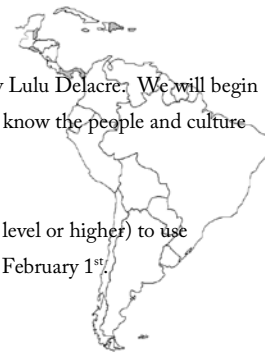 Lulu Delacre. We will begin
know the people and culture
level or higher) to use
February 1st.